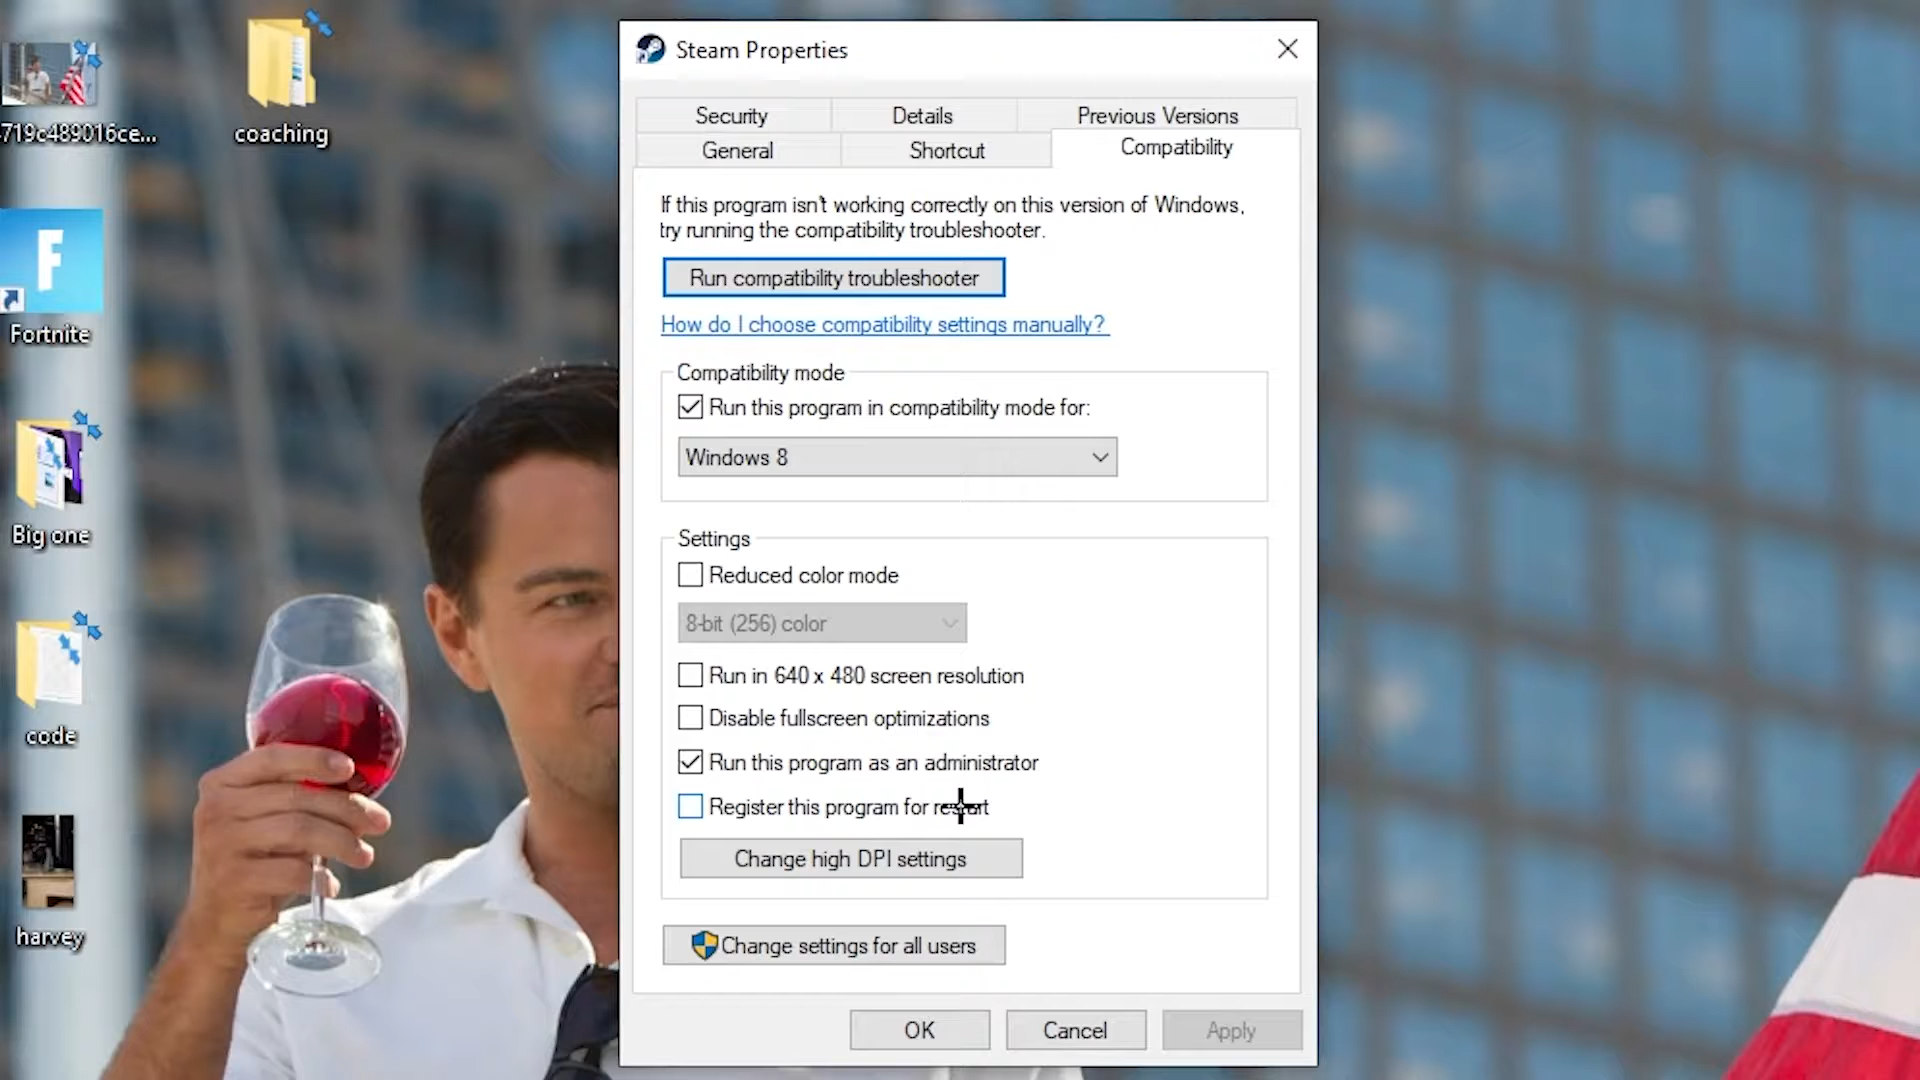 719c489016ce...
coaching
Fortnite
Big one
code
harvey
Steam Properties
Security
Details
Previous Versions
General
Shortcut
Compatibility
If this program isn't working correctly on this version of Windows,
try running the compatibility troubleshooter.
Run compatibility troubleshooter
How do I choose compatibility settings manually?
Compatibility mode
Run this program in compatibility mode for:
Windows 8
Settings
Reduced color mode
8-bit (256) color
Run in 640 x 480 screen resolution
Disable fullscreen optimizations
Run this program as an administrator
Register this program for restart
Change high DPI settings
Change settings for all users
OK
Cancel
Apply